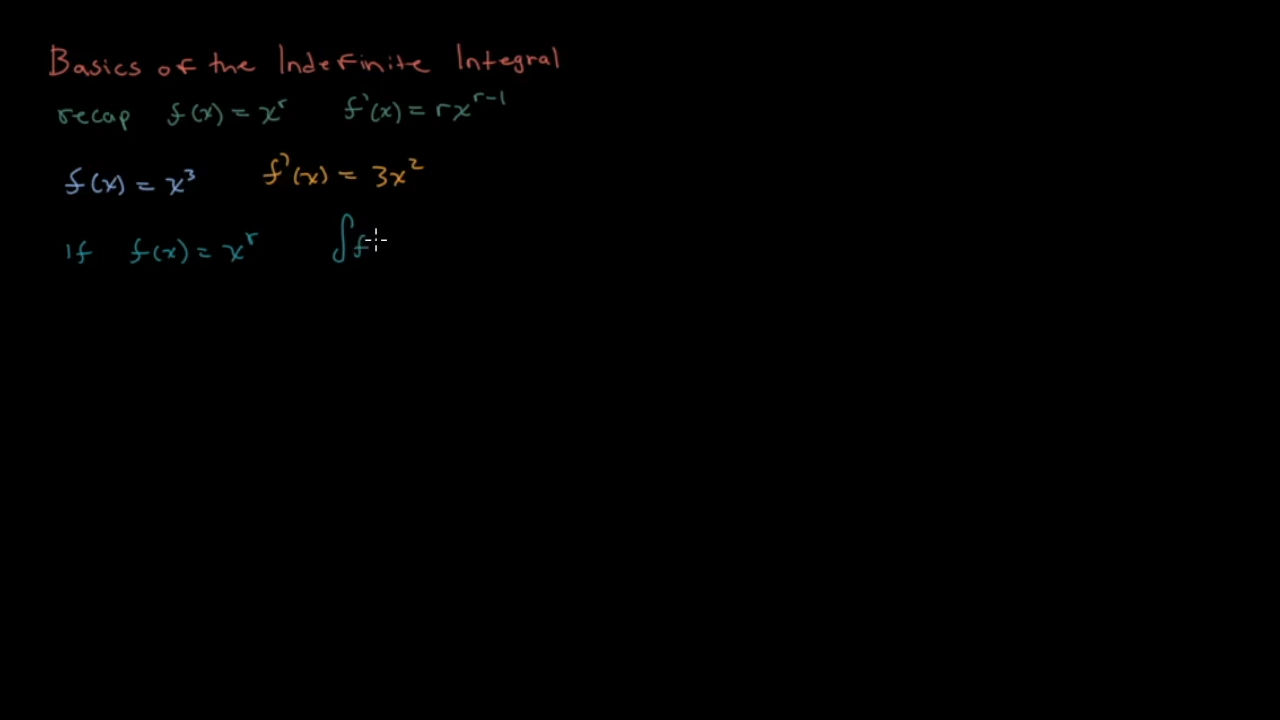 Basics of the Indefinite Integral
recap f(x) = x^r f'(x) = rx^{r-1}
f(x) = x^3 f'(x) = 3x^2
If f(x) = x^r ∫f